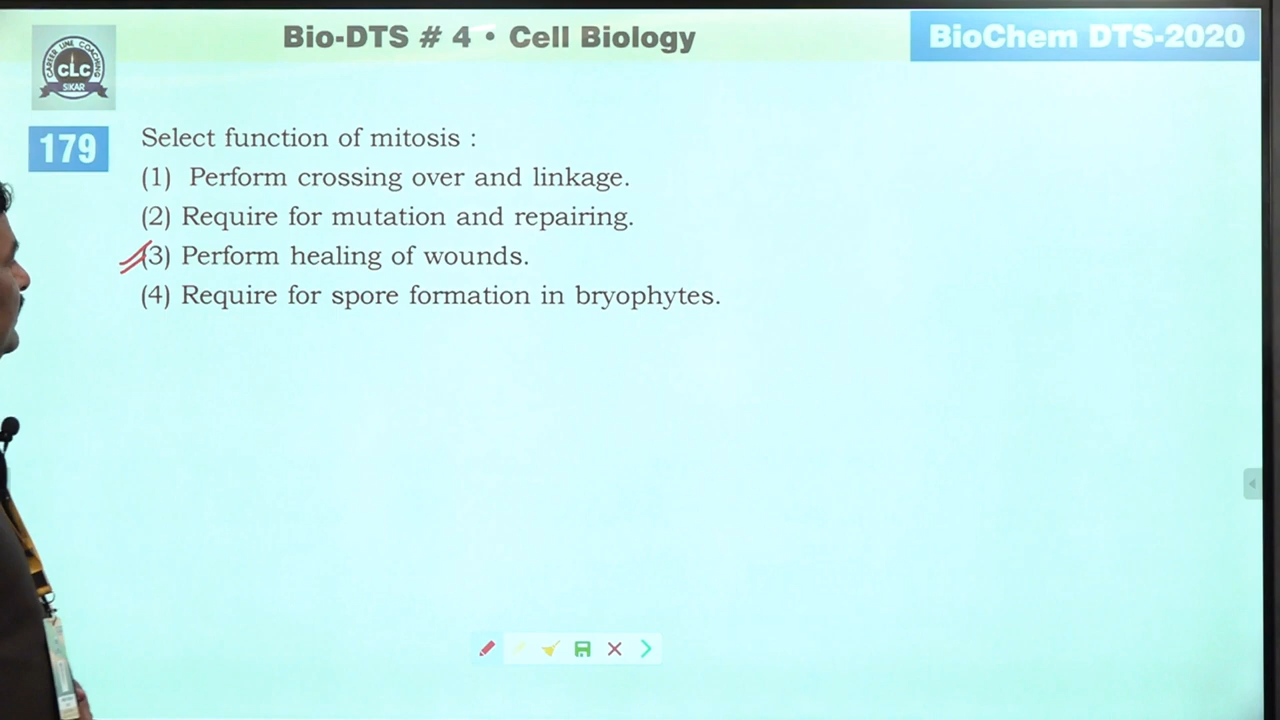 Bio-DTS # 4 • Cell Biology
BioChem DTS-2020
CAREER LINE COACHING
CLC
SIKAR
179
Select function of mitosis :
(1) Perform crossing over and linkage.
(2) Require for mutation and repairing.
(3) Perform healing of wounds.
(4) Require for spore formation in bryophytes.